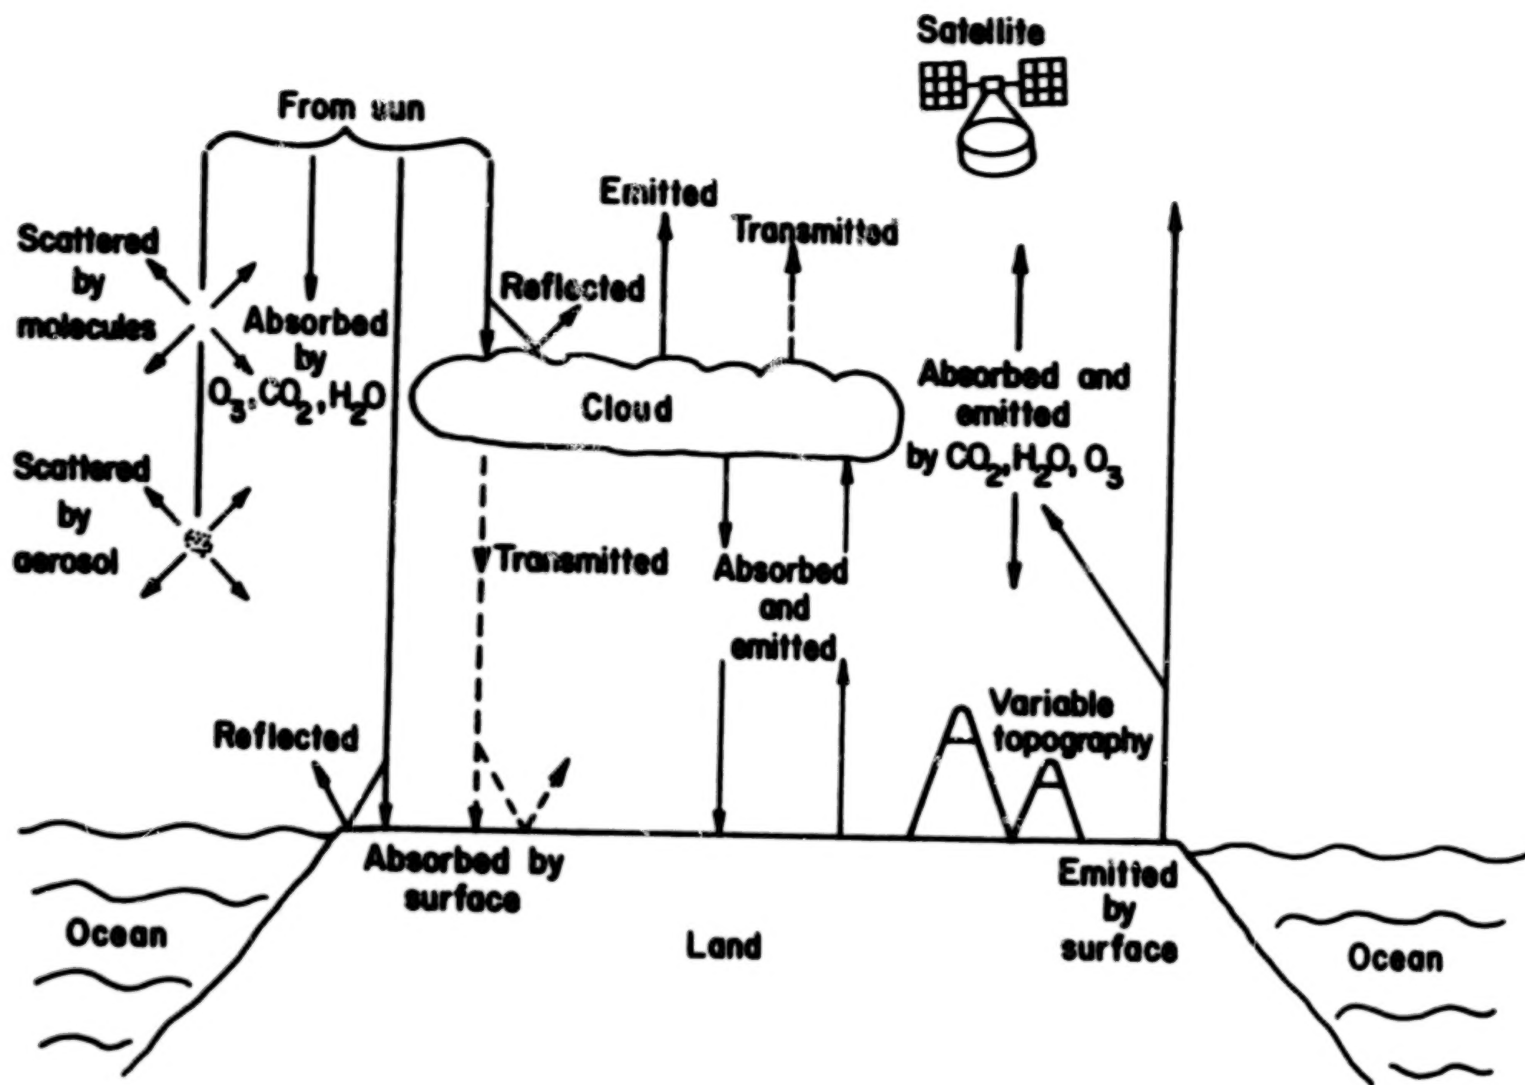 Satellite
From sun
Emitted
Transmitted
Scattered
by
molecules
Absorbed
by
O₃, CO₂, H₂O
Reflected
Cloud
Absorbed and
emitted
by CO₂, H₂O, O₃
Scattered
by
aerosol
Transmitted
Absorbed
and
emitted
Reflected
Variable
topography
Absorbed by
surface
Emitted
by
surface
Ocean
Land
Ocean